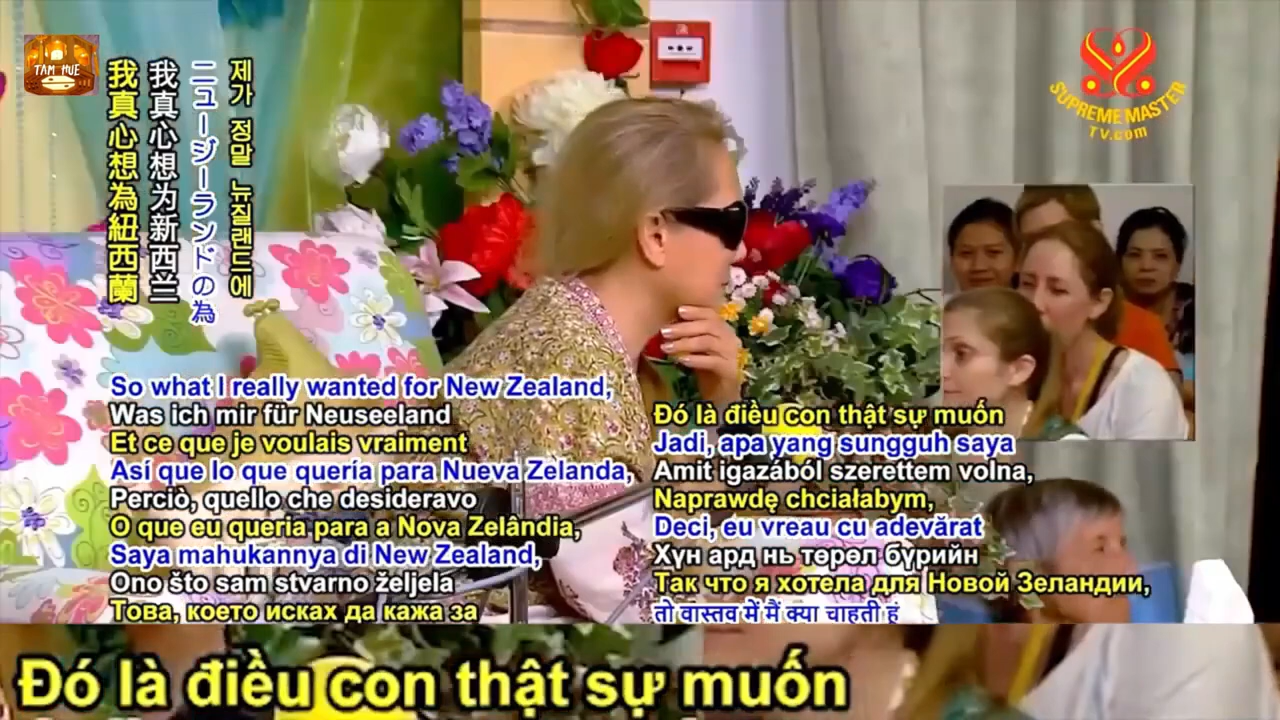 TAM HUE
SUPREME MASTER
TV.com
제가 정말 뉴질랜드에
ニュージーランドの為
我真心想为新西兰
我真心想為紐西蘭
So what I really wanted for New Zealand,
Was ich mir für Neuseeland
Et ce que je voulais vraiment
Así que lo que quería para Nueva Zelanda,
Perciò, quello che desideravo
O que eu queria para a Nova Zelândia,
Saya mahukannya di New Zealand,
Ono što sam stvarno željela
Това, което исках да кажа за
Đó là điều con thật sự muốn
Jadi, apa yang sungguh saya
Amit igazából szerettem volna,
Naprawdę chciałabym,
Deci, eu vreau cu adevărat
Хүн ард нь төрөл бүрийн
Так что я хотела для Новой Зеландии,
तो वास्तव में मैं क्या चाहती हूं
Đó là điều con thật sự muốn